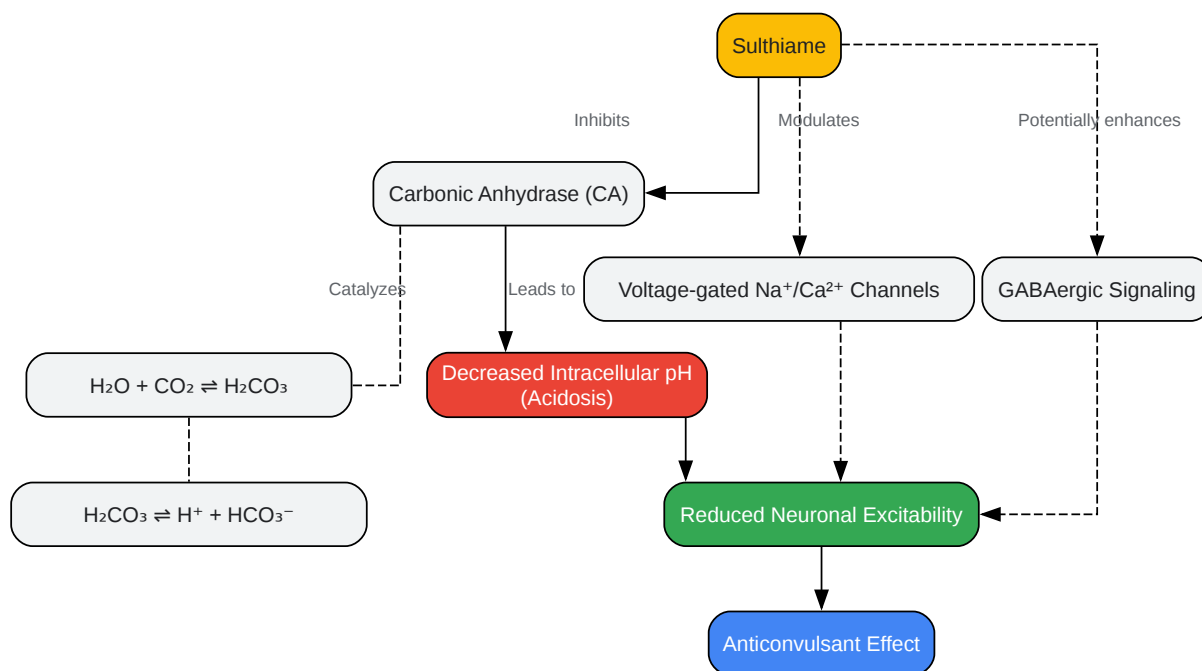 Sulthiame
Inhibits
Modulates
Potentially enhances
Carbonic Anhydrase (CA)
Catalyzes
Leads to
Voltage-gated Na⁺/Ca²⁺ Channels
GABAergic Signaling
H₂O + CO₂ ⇌ H₂CO₃
Decreased Intracellular pH
(Acidosis)
H₂CO₃ ⇌ H⁺ + HCO₃⁻
Reduced Neuronal Excitability
Anticonvulsant Effect